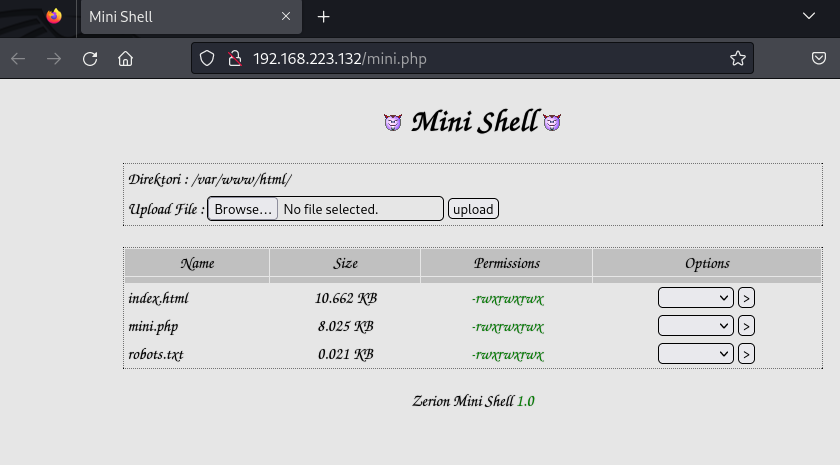 Mini Shell
192.168.223.132/mini.php
Mini Shell
Direktori : /var/www/html/
Upload File : Browse... No file selected. upload
Name Size Permissions Options
index.html 10.662 KB -rwxrwxrwx >
mini.php 8.025 KB -rwxrwxrwx >
robots.txt 0.021 KB -rwxrwxrwx >
Zerion Mini Shell 1.0